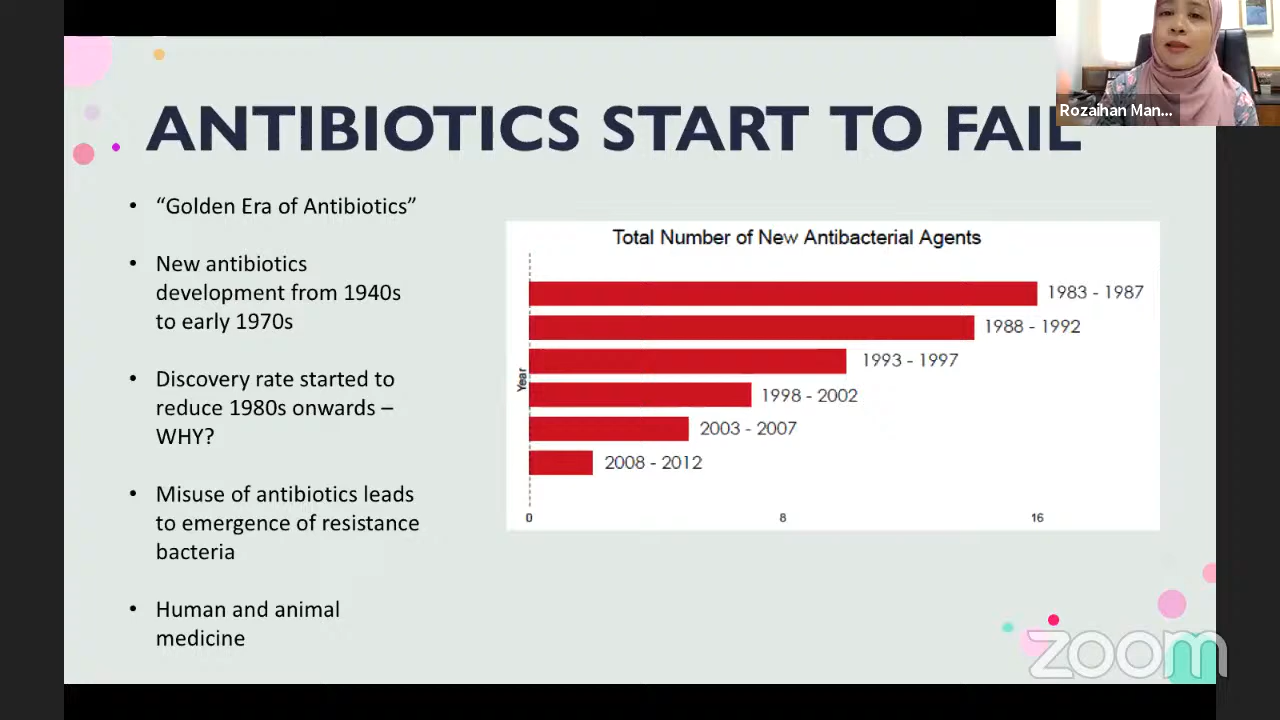 Rozaihan Man...
ANTIBIOTICS START TO FAIL
• “Golden Era of Antibiotics”
• New antibiotics
development from 1940s
to early 1970s
• Discovery rate started to
reduce 1980s onwards –
WHY?
• Misuse of antibiotics leads
to emergence of resistance
bacteria
• Human and animal
medicine
Total Number of New Antibacterial Agents
1983 - 1987
1988 - 1992
1993 - 1997
1998 - 2002
2003 - 2007
2008 - 2012
Year
0 8 16
zoom